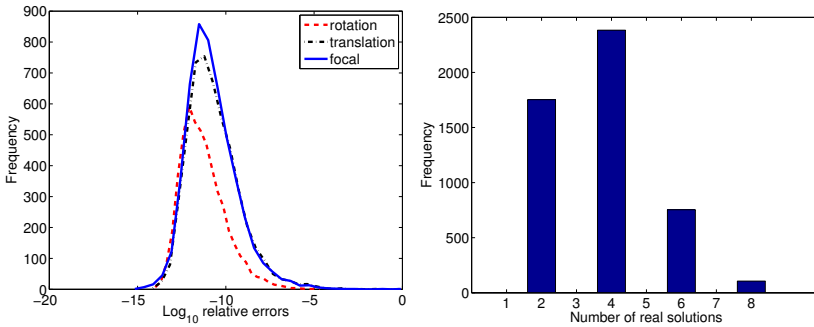 900
800
700
600
500
400
300
200
100
0
Frequency
−20
−15
−10
−5
0
Log10 relative errors
rotation
translation
focal
2500
2000
1500
1000
500
0
Frequency
1 2 3 4 5 6 7 8
Number of real solutions